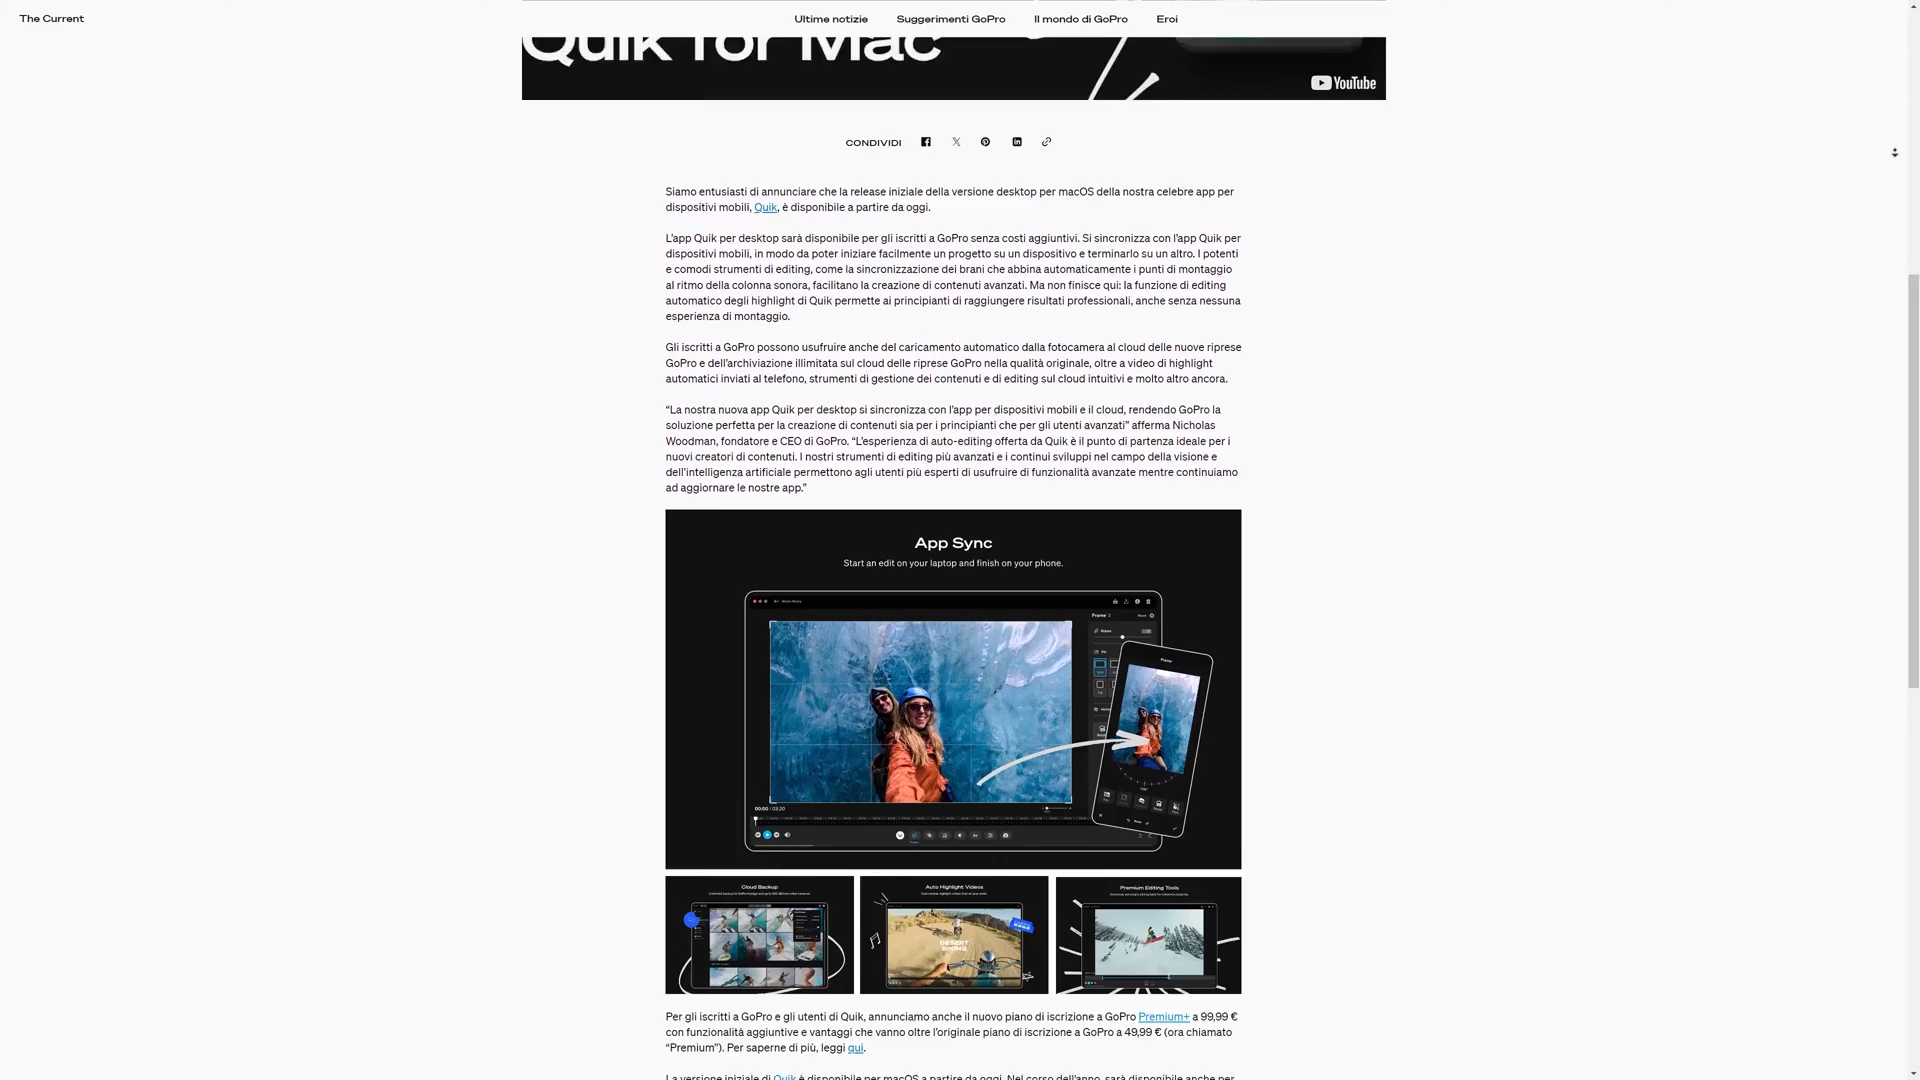 The Current
Ultime notizie
Suggerimenti GoPro
Il mondo di GoPro
Eroi
Quik for Mac
YouTube
CONDIVIDI
Siamo entusiasti di annunciare che la release iniziale della versione desktop per macOS della nostra celebre app per
dispositivi mobili, Quik, è disponibile a partire da oggi.
L’app Quik per desktop sarà disponibile per gli iscritti a GoPro senza costi aggiuntivi. Si sincronizza con l’app Quik per
dispositivi mobili, in modo da poter iniziare facilmente un progetto su un dispositivo e terminarlo su un altro. I potenti
e comodi strumenti di editing, come la sincronizzazione dei brani che abbina automaticamente i punti di montaggio
al ritmo della colonna sonora, facilitano la creazione di contenuti avanzati. Ma non finisce qui: la funzione di editing
automatico degli highlight di Quik permette ai principianti di raggiungere risultati professionali, anche senza nessuna
esperienza di montaggio.
Gli iscritti a GoPro possono usufruire anche del caricamento automatico dalla fotocamera al cloud delle nuove riprese
GoPro e dell’archiviazione illimitata sul cloud delle riprese GoPro nella qualità originale, oltre a video di highlight
automatici inviati al telefono, strumenti di gestione dei contenuti e di editing sul cloud intuitivi e molto altro ancora.
“La nostra nuova app Quik per desktop si sincronizza con l’app per dispositivi mobili e il cloud, rendendo GoPro la
soluzione perfetta per la creazione di contenuti sia per i principianti che per gli utenti avanzati” afferma Nicholas
Woodman, fondatore e CEO di GoPro. “L’esperienza di auto-editing offerta da Quik è il punto di partenza ideale per i
nuovi creatori di contenuti. I nostri strumenti di editing più avanzati e i continui sviluppi nel campo della visione e
dell’intelligenza artificiale permettono agli utenti più esperti di usufruire di funzionalità avanzate mentre continuiamo
ad aggiornare le nostre app.”
App Sync
Start an edit on your laptop and finish on your phone.
Frame
Rotate
Frame
00:00 / 03:20
Cloud Backup
Auto Highlight Videos
Premium Editing Tools
DESERT
BIKING
Per gli iscritti a GoPro e gli utenti di Quik, annunciamo anche il nuovo piano di iscrizione a GoPro Premium+ a 99,99 €
con funzionalità aggiuntive e vantaggi che vanno oltre l’originale piano di iscrizione a GoPro a 49,99 € (ora chiamato
“Premium”). Per saperne di più, leggi qui.
La versione iniziale di Quik è disponibile per macOS a partire da oggi. Nel corso dell’anno, sarà disponibile anche per